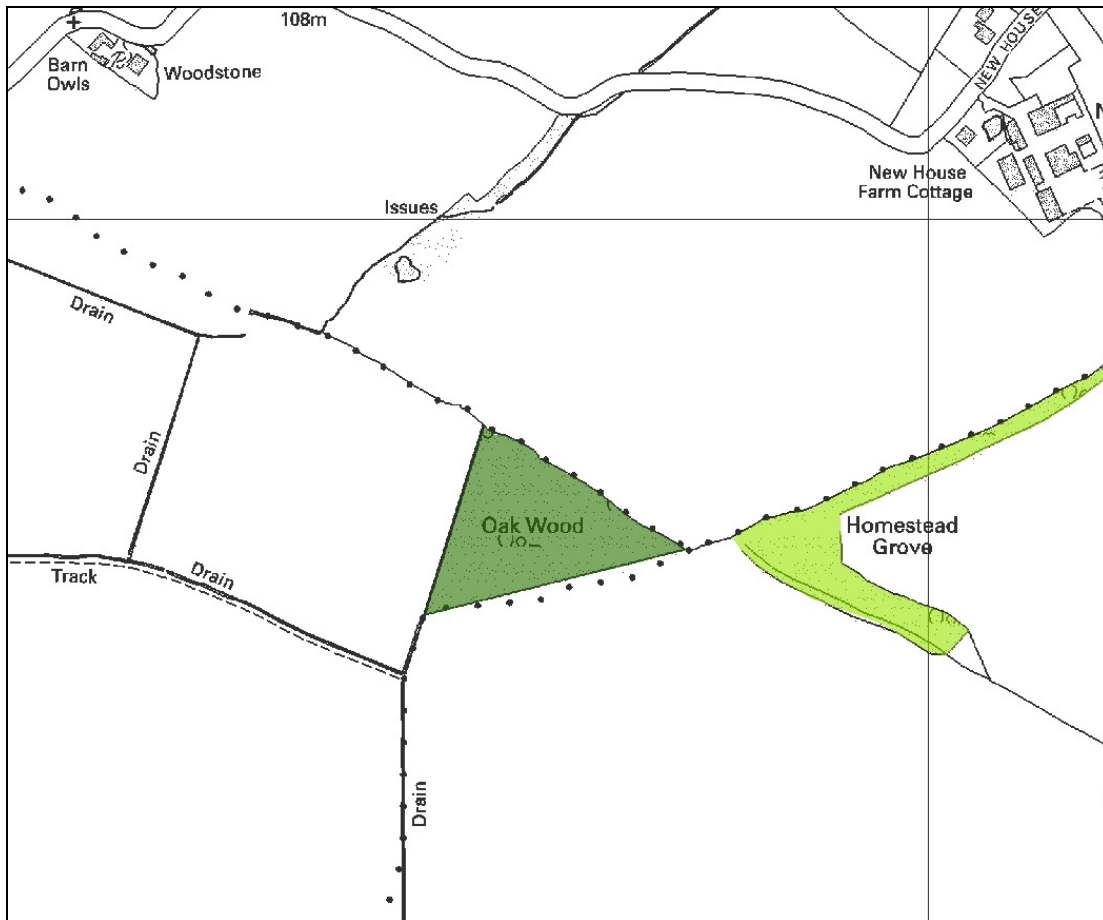 108m
NEW HOUSE
Barn
Owls
Woodstone
N
New House
Farm Cottage
Issues
Drain
Drain
Oak Wood
Homestead
Grove
Drain
Track
Drain